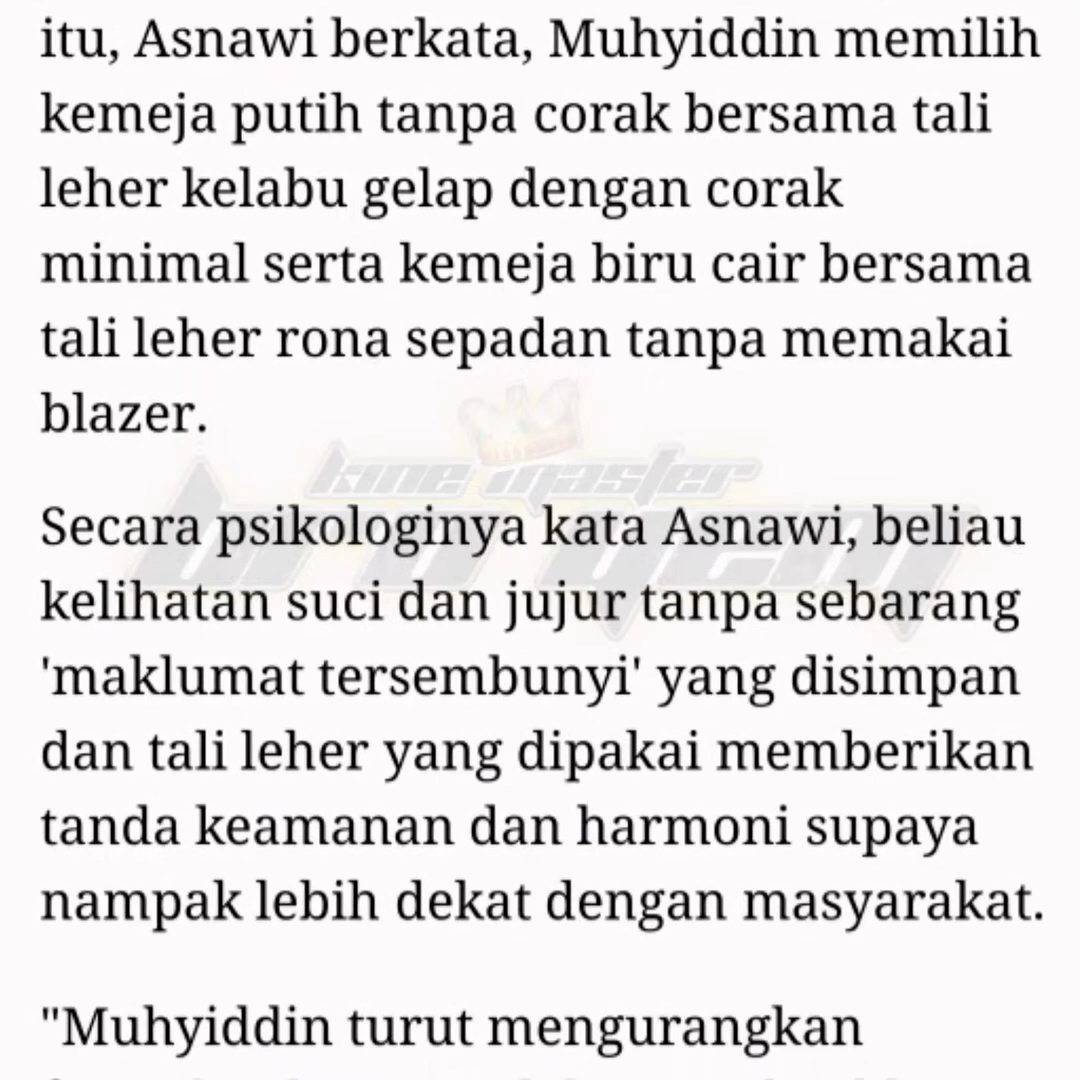 itu, Asnawi berkata, Muhyiddin memilih
kemeja putih tanpa corak bersama tali
leher kelabu gelap dengan corak
minimal serta kemeja biru cair bersama
tali leher rona sepadan tanpa memakai
blazer.
kine master
Secara psikologinya kata Asnawi, beliau
kelihatan suci dan jujur tanpa sebarang
'maklumat tersembunyi' yang disimpan
dan tali leher yang dipakai memberikan
tanda keamanan dan harmoni supaya
nampak lebih dekat dengan masyarakat.
"Muhyiddin turut mengurangkan